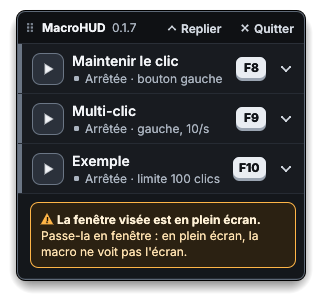 MacroHUD 0.1.7 Replier Quitter
Maintenir le clic F8
Arrêtée · bouton gauche
Multi-clic F9
Arrêtée · gauche, 10/s
Exemple F10
Arrêtée · limite 100 clics
La fenêtre visée est en plein écran.
Passe-la en fenêtre : en plein écran, la
macro ne voit pas l'écran.